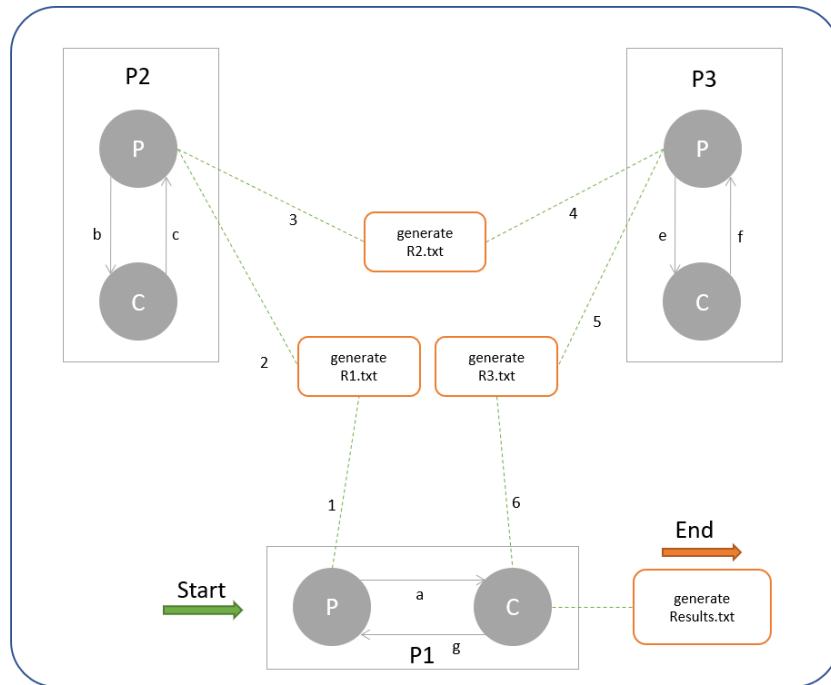 P2
P3
P
P
3
4
generate
R2.txt
b
c
e
f
C
C
5
2
generate
R1.txt
generate
R3.txt
1
6
End
Start
P
a
C
generate
Results.txt
g
P1